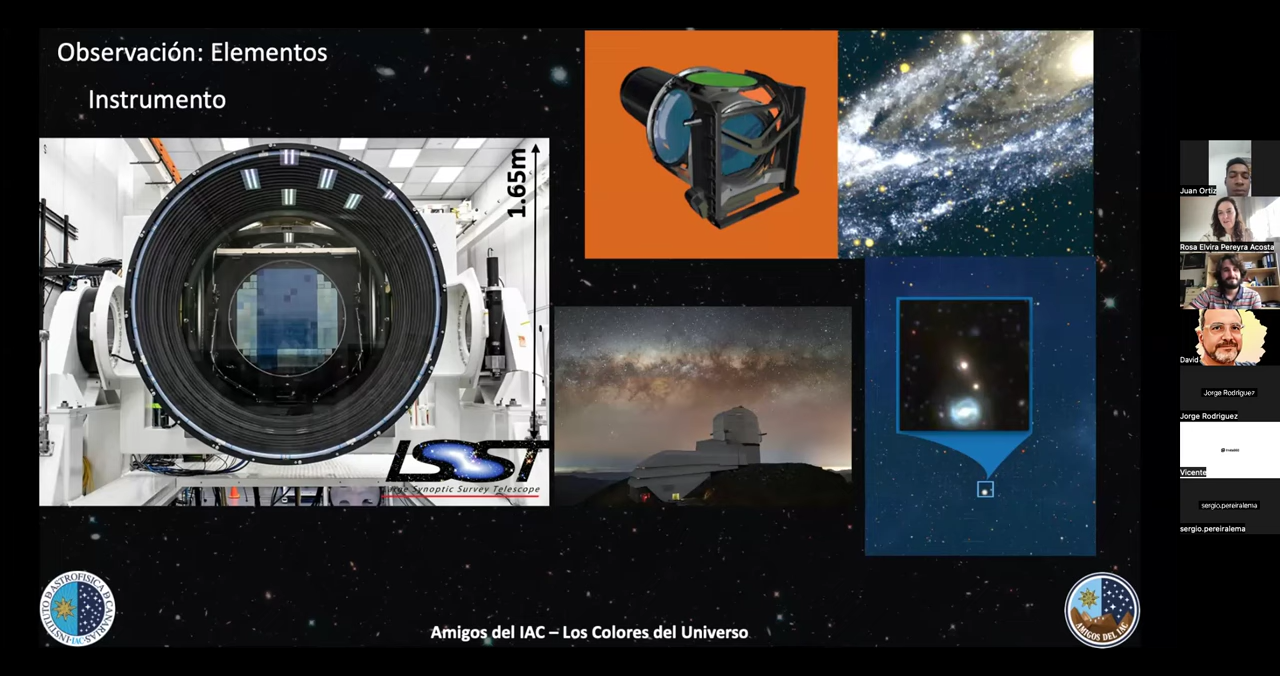 Observación: Elementos
Instrumento
1.65m
LSST
Large Synoptic Survey Telescope
INSTITUTO D ASTROFISICA D CANARIAS
·IAC·
Amigos del IAC – Los Colores del Universo
AMIGOS DEL IAC
Juan Ortiz
Rosa Elvira Pereyra Acosta
David
Jorge Rodriguez
Jorge Rodriguez
Vicente
sergio.pereiralema
sergio.pereiralema